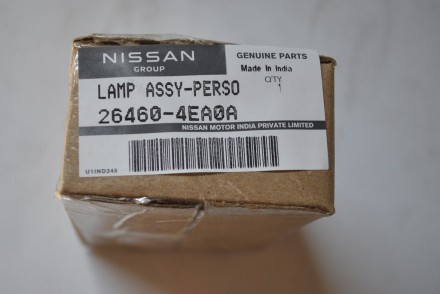 NISSAN
GROUP
GENUINE PARTS
Made In India
QTY
1
LAMP ASSY-PERSO
26460-4EA0A
NISSAN MOTOR INDIA PRIVATE LIMITED
U1IND243